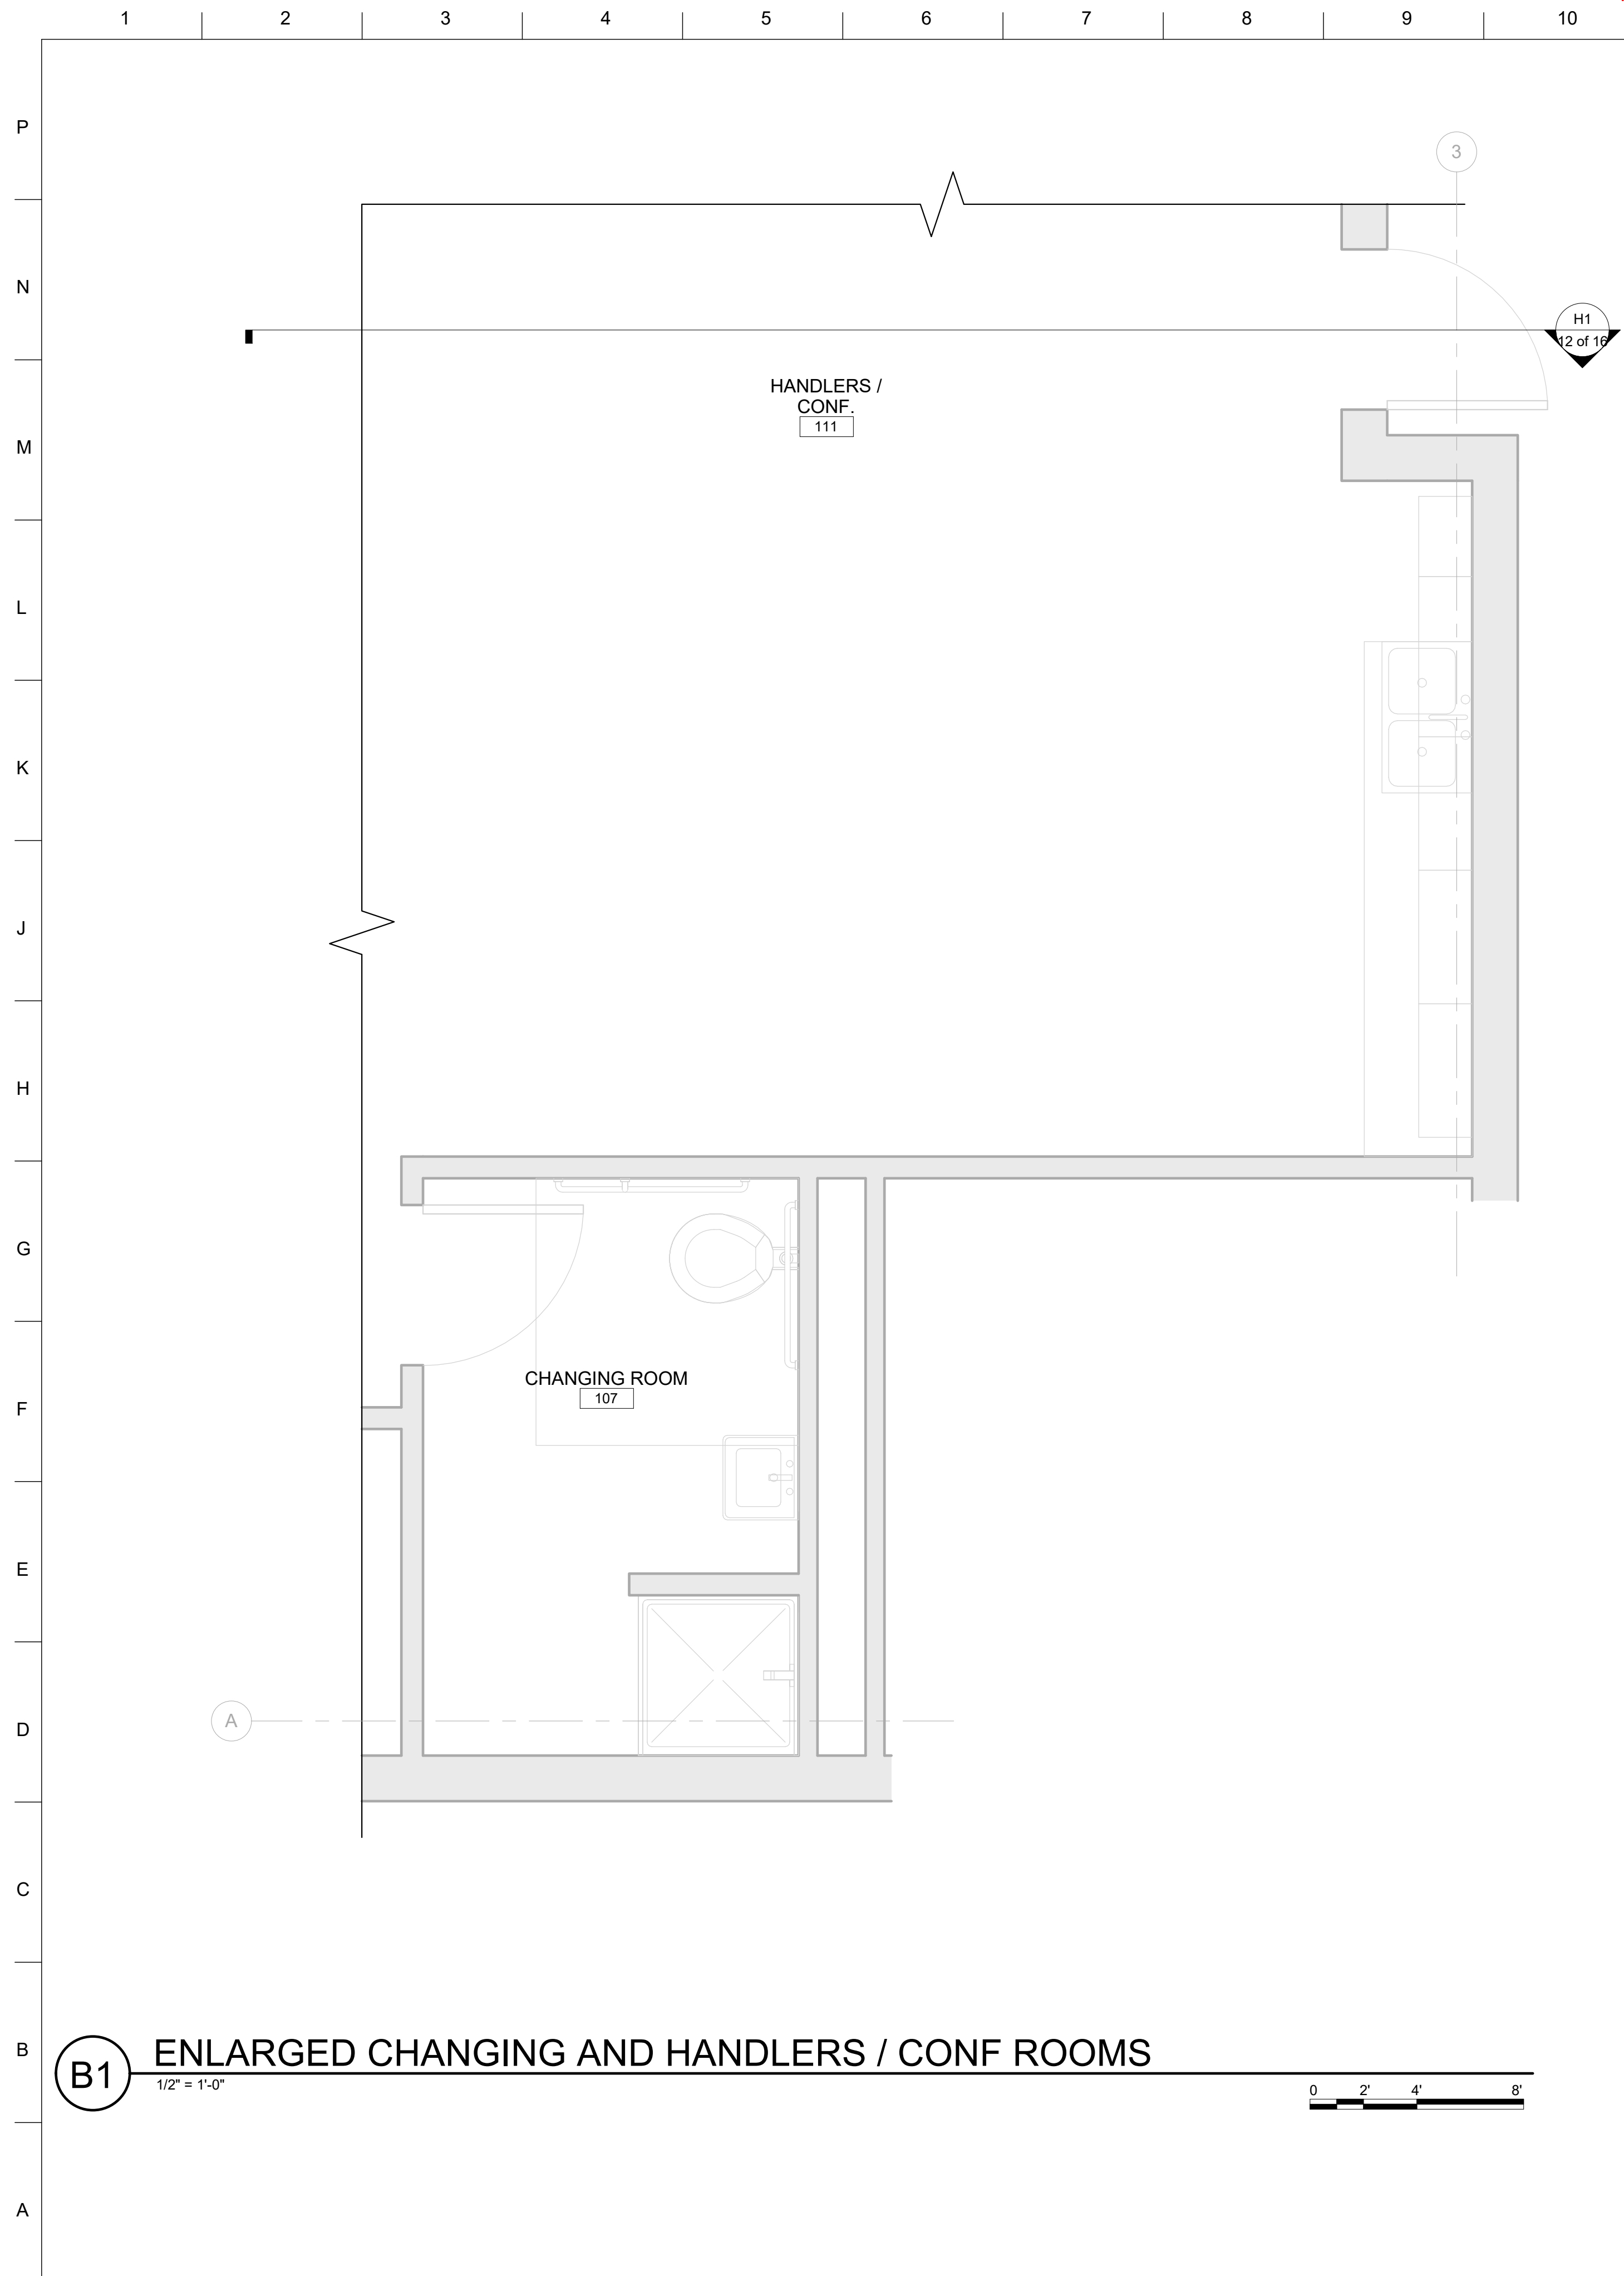 1 2 3 4 5 6 7 8 9 10
P
3
N
H1
12 of 16
HANDLERS /
CONF.
111
M
L
K
J
H
G
CHANGING ROOM
107
F
E
A
D
C
B
B1
ENLARGED CHANGING AND HANDLERS / CONF ROOMS
1/2" = 1'-0"
0 2' 4' 8'
A